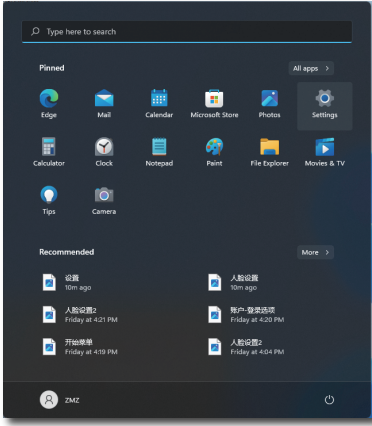 Type here to search
Pinned
All apps >
Edge
Mail
Calendar
Microsoft Store
Photos
Settings
Calculator
Clock
Notepad
Paint
File Explorer
Movies & TV
Tips
Camera
Recommended
More >
设置
10m ago
人脸设置
10m ago
人脸设置2
Friday at 4:21 PM
账户-登录选项
Friday at 4:20 PM
开始菜单
Friday at 4:19 PM
人脸设置2
Friday at 4:04 PM
ZMZ